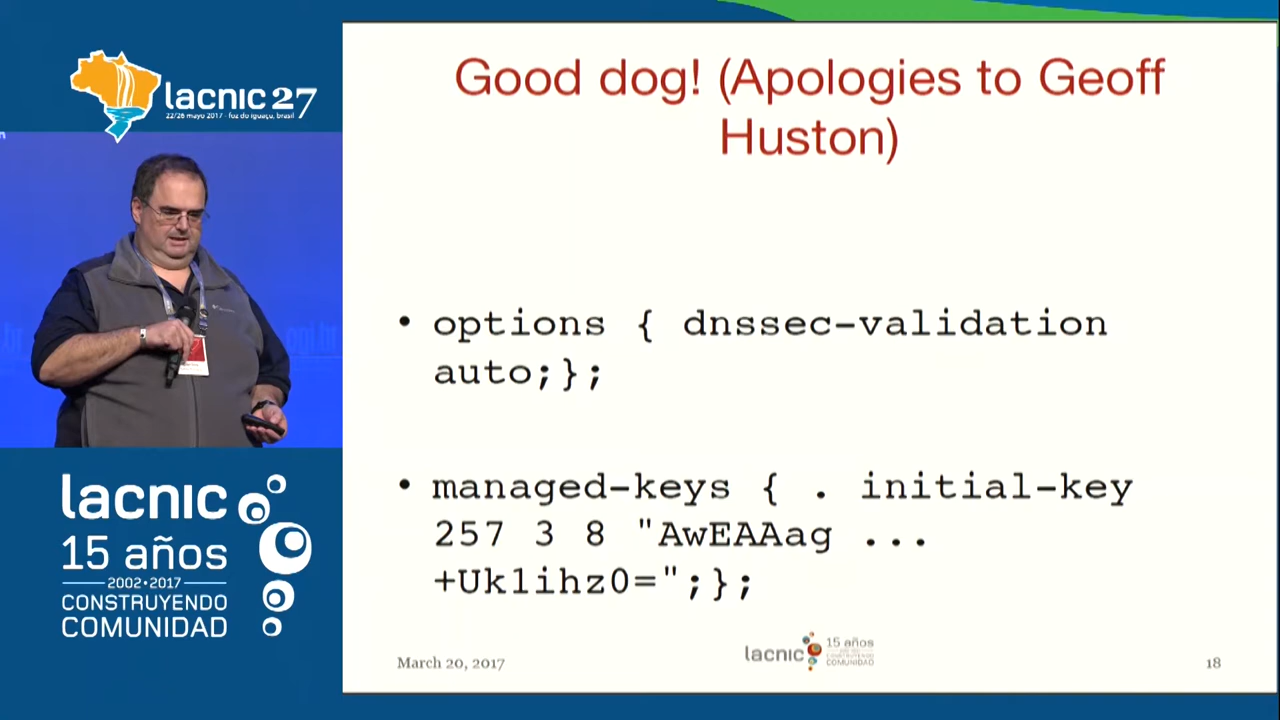 lacnic 27
22/26 mayo 2017 - foz do iguaçu, brasil
lacnic
15 años
2002•2017
CONSTRUYENDO
COMUNIDAD
Good dog! (Apologies to Geoff
Huston)
• options { dnssec-validation
auto;};
• managed-keys { . initial-key
257 3 8 "AwEAAag ...
+Uk1ihz0=";};
March 20, 2017
lacnic
15 años
CONSTRUYENDO
COMUNIDAD
18